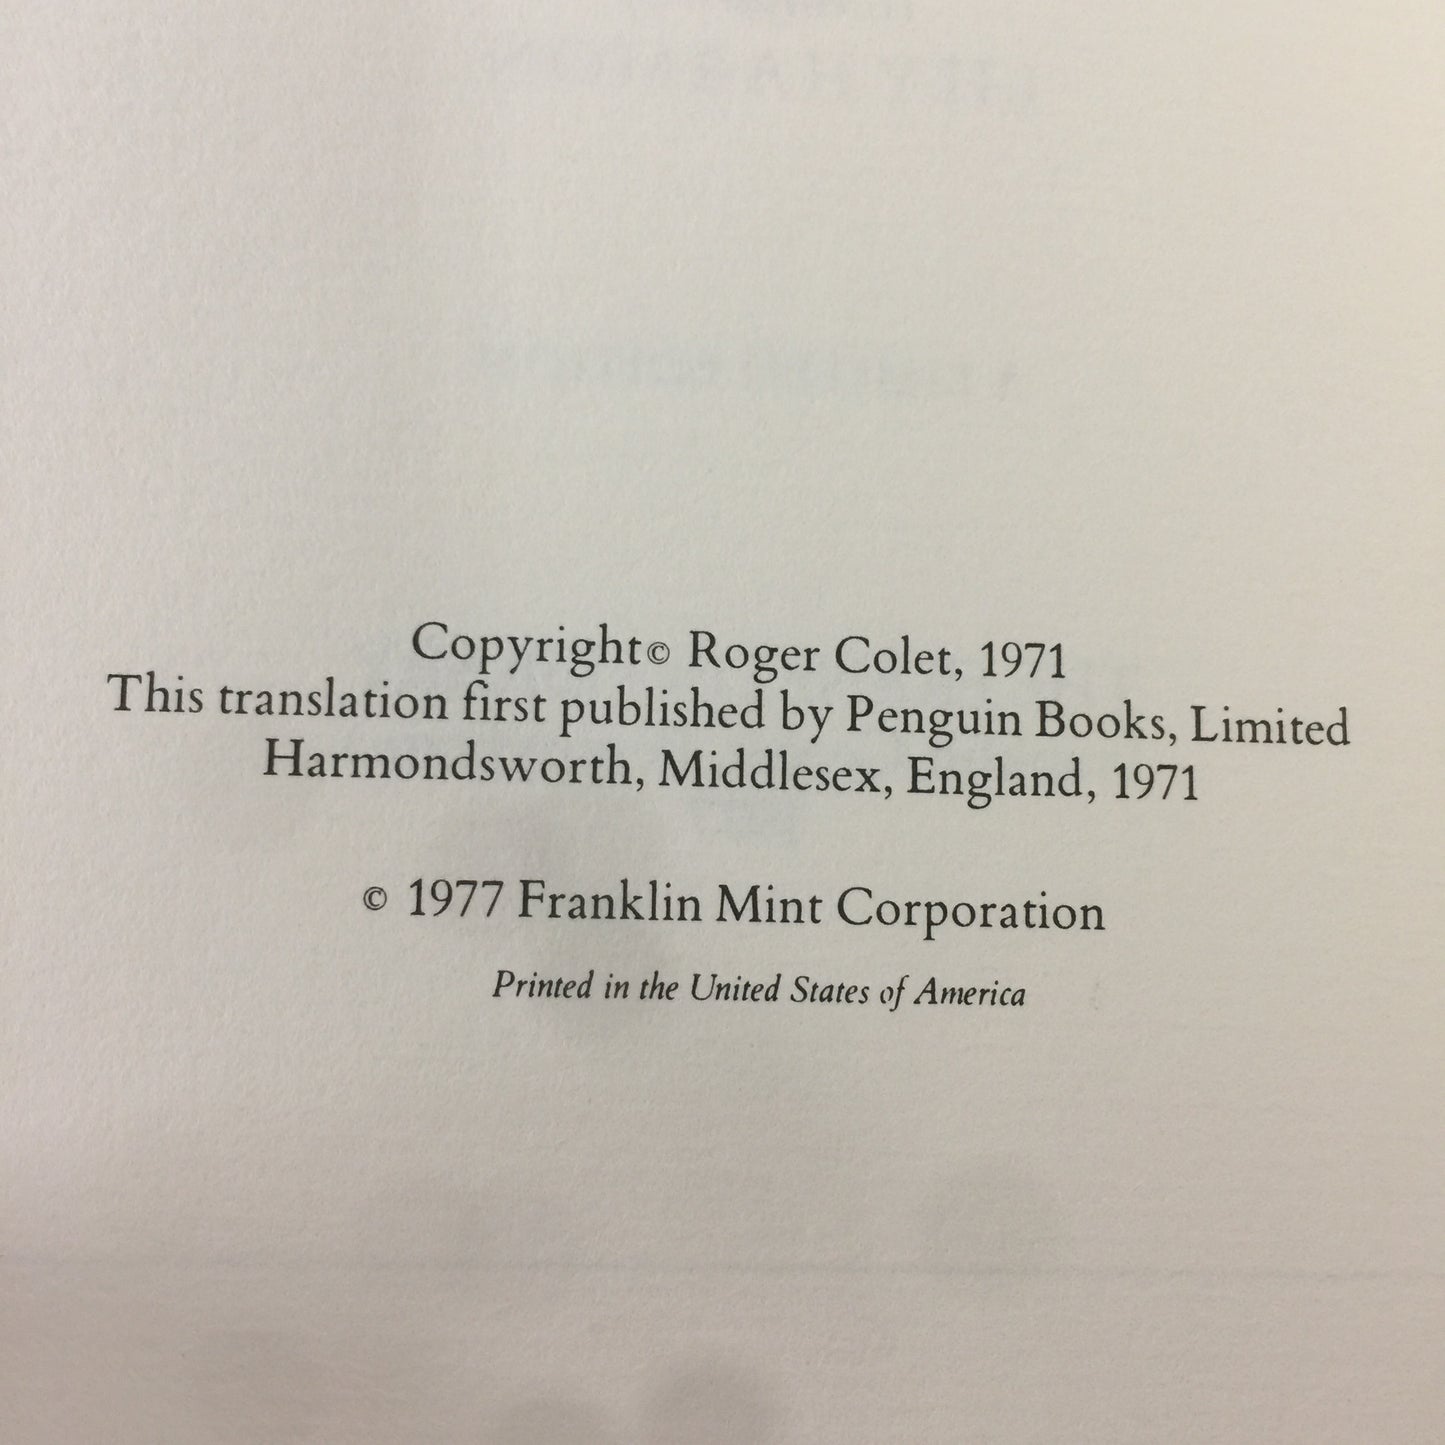 Copyright© Roger Colet, 1971
This translation first published by Penguin Books, Limited
Harmondsworth, Middlesex, England, 1971
© 1977 Franklin Mint Corporation
Printed in the United States of America